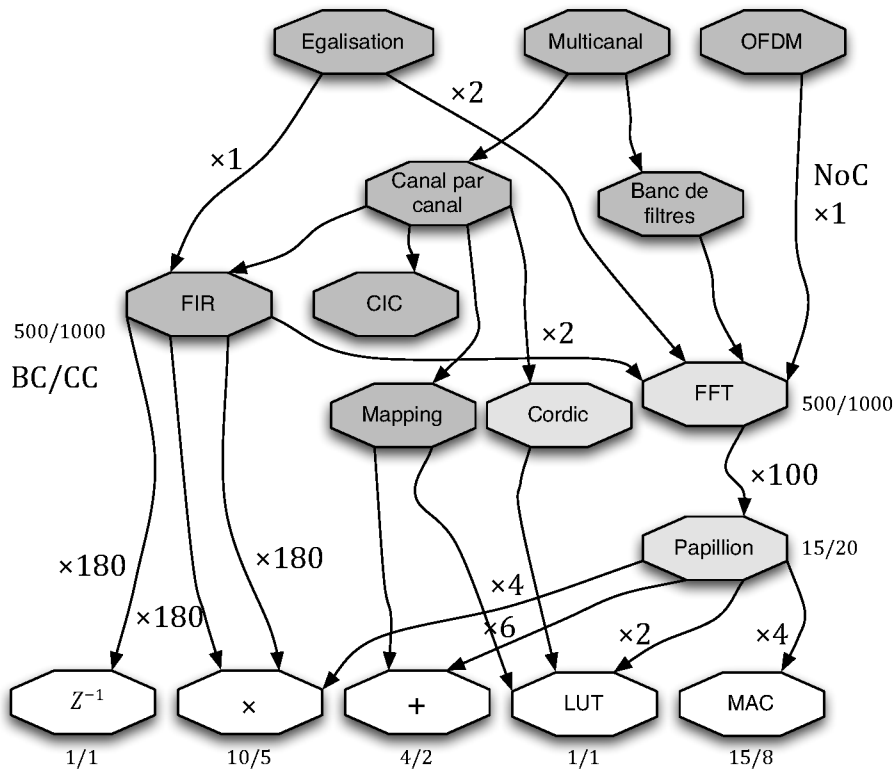 Egalisation
Multicanal
OFDM
×2
×1
Canal par
canal
Banc de
filtres
NoC
×1
FIR
CIC
500/1000
BC/CC
×2
Mapping
Cordic
FFT
500/1000
×100
Papillion
15/20
×180
×180
×180
×4
×6
×2
×4
Z⁻¹
×
+
LUT
MAC
1/1
10/5
4/2
1/1
15/8